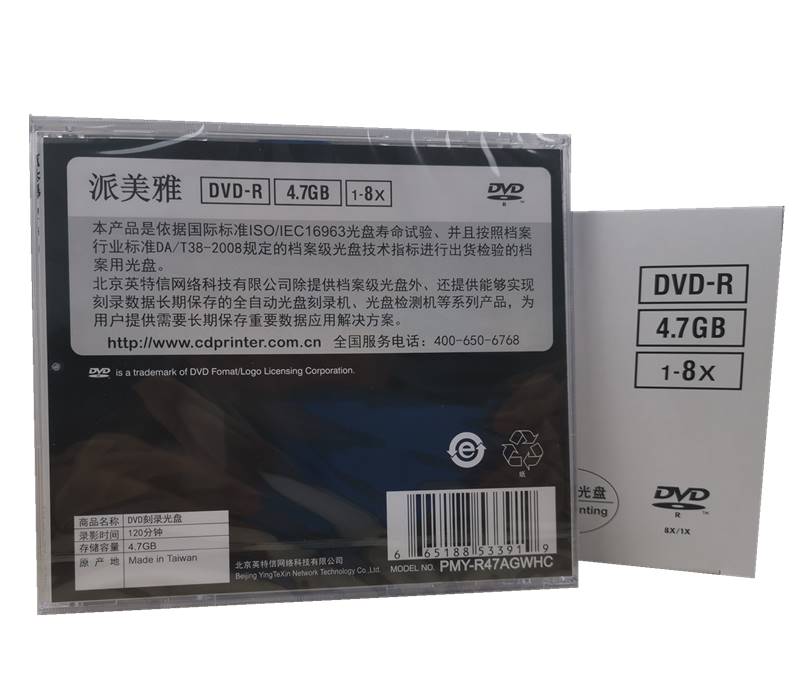 派美雅 DVD-R 4.7GB 1-8X DVD R
本产品是依据国际标准ISO/IEC16963光盘寿命试验、并且按照档案
行业标准DA/T38-2008规定的档案级光盘技术指标进行出货检验的档
案用光盘。
北京英特信网络科技有限公司除提供档案级光盘外、还提供能够实现
刻录数据长期保存的全自动光盘刻录机、光盘检测机等系列产品，为
用户提供需要长期保存重要数据应用解决方案。
http://www.cdprinter.com.cn 全国服务电话：400-650-6768
DVD is a trademark of DVD Fomat/Logo Licensing Corporation.
e
纸
商品名称 DVD刻录光盘
录影时间 120分钟
存储容量 4.7GB
原产地 Made in Taiwan
北京英特信网络科技有限公司
Beijing YingTeXin Network Technology Co.,Ltd.
6 65188 53391 9
MODEL NO. PMY-R47AGWHC
DVD-R
4.7GB
1-8X
光盘
nting
DVD
R
™
8X/1X